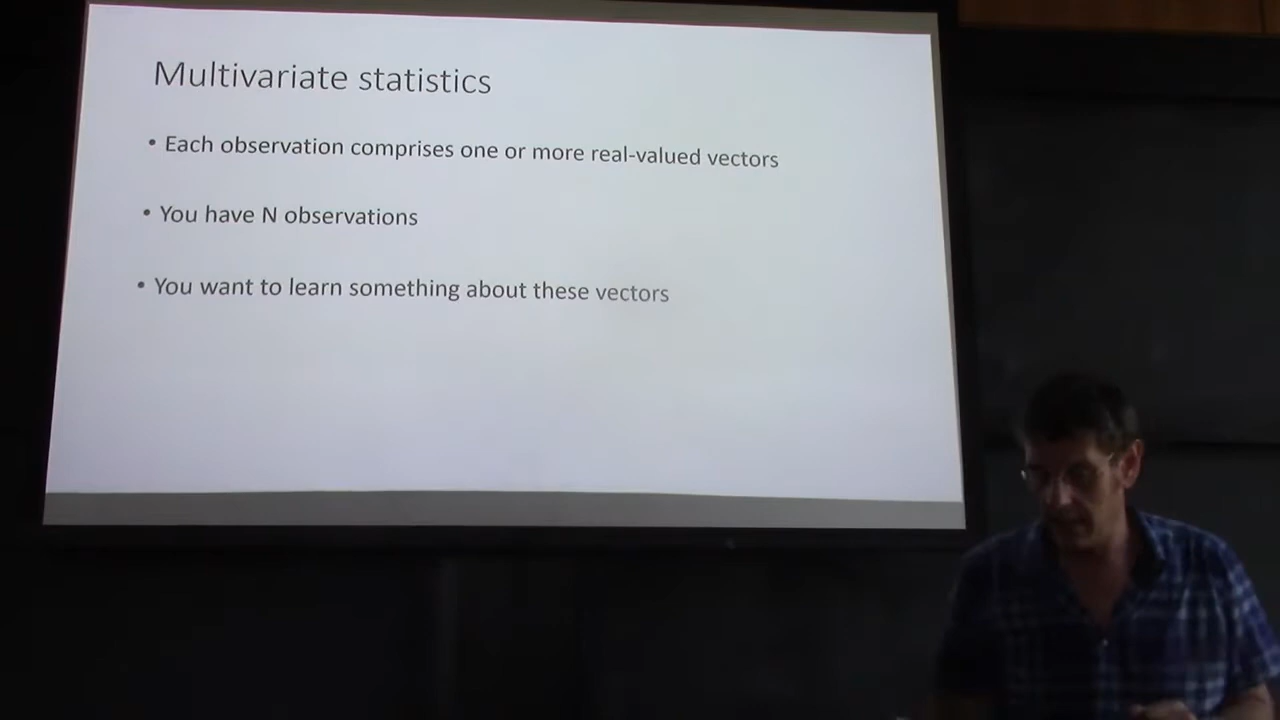 Multivariate statistics
• Each observation comprises one or more real-valued vectors
• You have N observations
• You want to learn something about these vectors